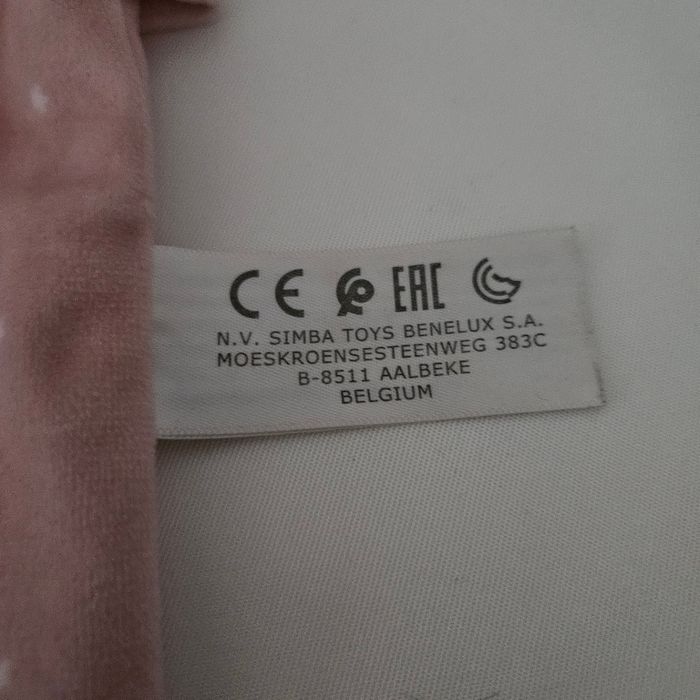 CE EAC
N.V. SIMBA TOYS BENELUX S.A.
MOESKROENSESTEENWEG 383C
B-8511 AALBEKE
BELGIUM